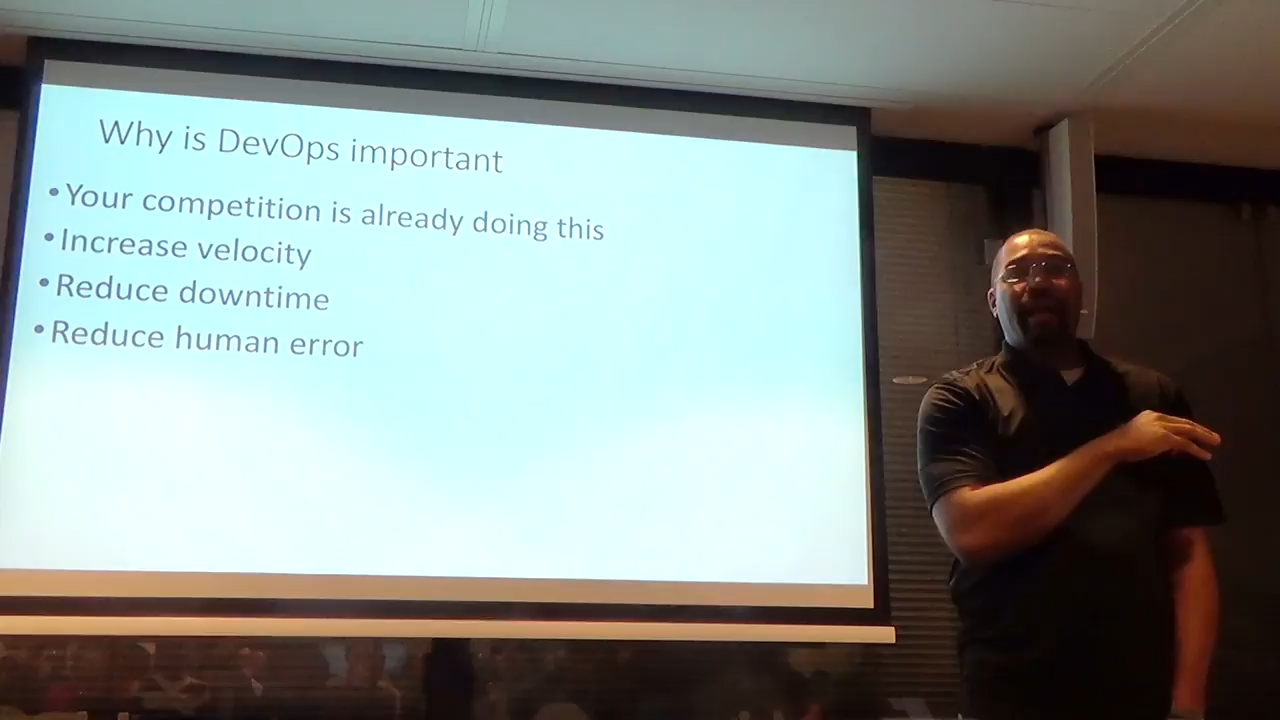 Why is DevOps important
•Your competition is already doing this
•Increase velocity
•Reduce downtime
•Reduce human error